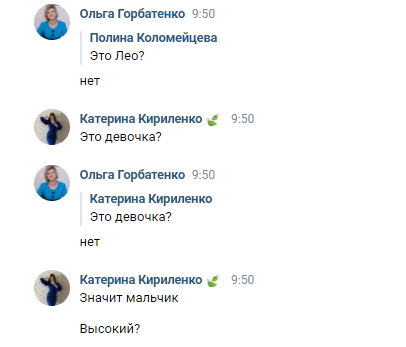 Ольга Горбатенко 9:50
Полина Коломейцева
Это Лео?
нет
Катерина Кириленко 9:50
Это девочка?
Ольга Горбатенко 9:50
Катерина Кириленко
Это девочка?
нет
Катерина Кириленко 9:50
Значит мальчик
Высокий?